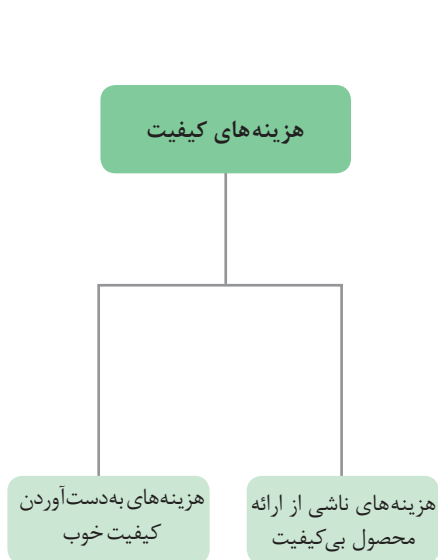 هزینه‌های کیفیت
هزینه‌های ناشی از ارائه
محصول بی‌کیفیت
هزینه‌های به‌دست‌آوردن
کیفیت خوب